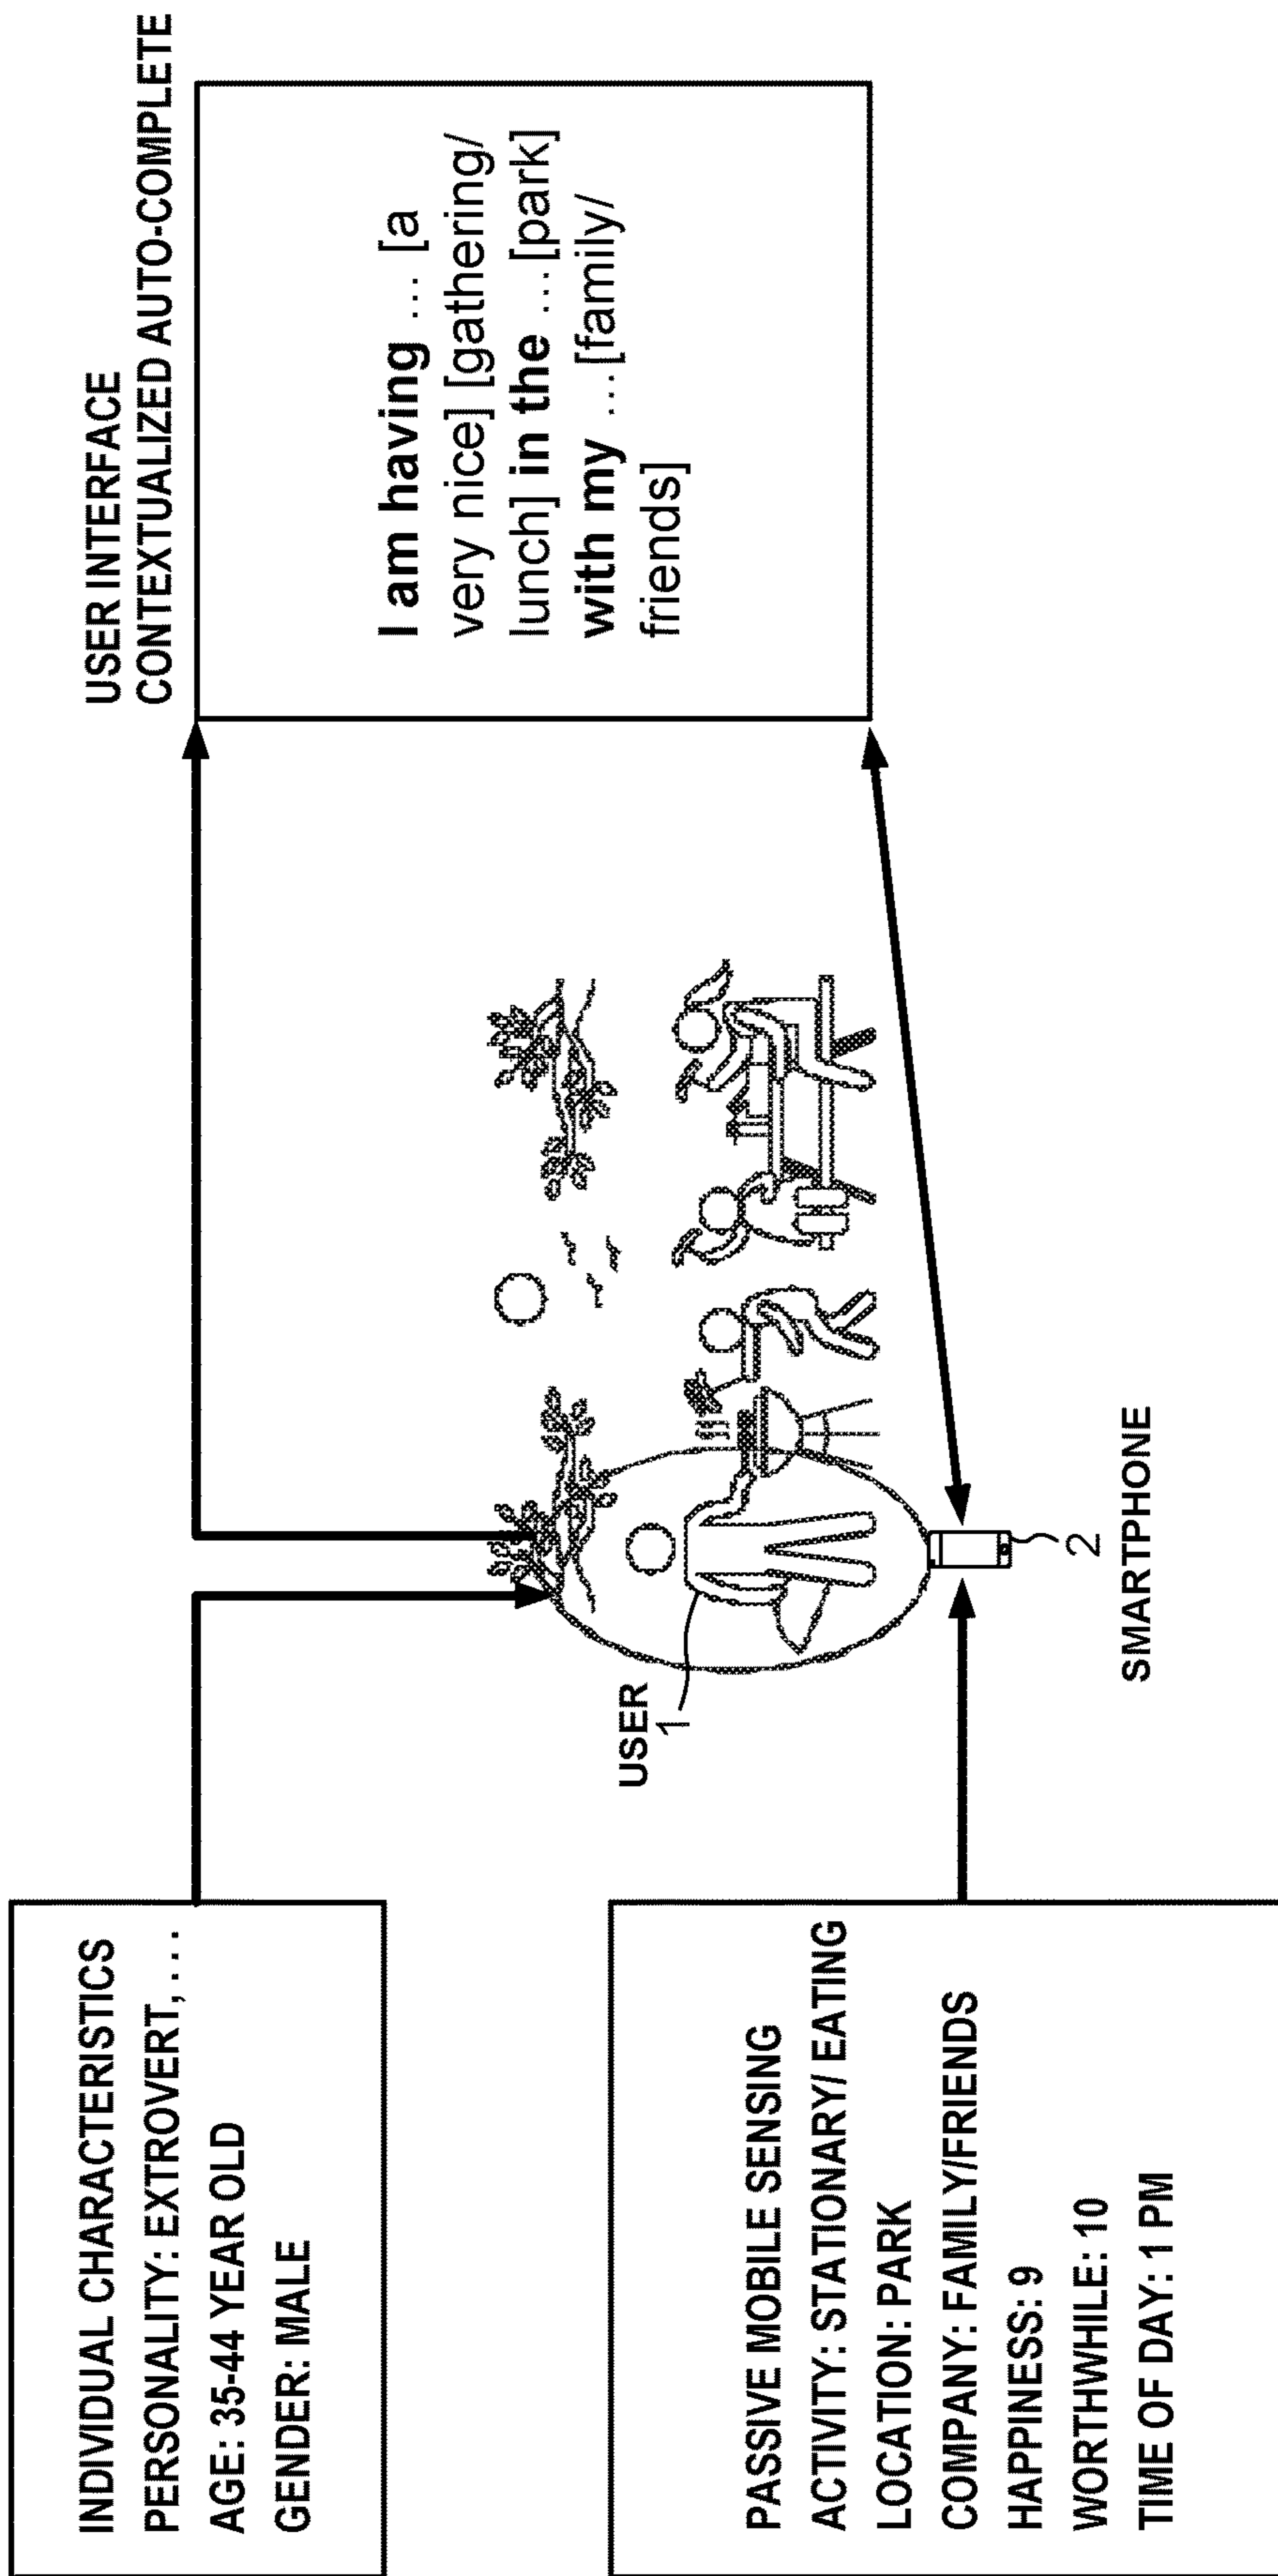 INDIVIDUAL CHARACTERISTICS
PERSONALITY: EXTROVERT, ...
AGE: 35-44 YEAR OLD
GENDER: MALE
PASSIVE MOBILE SENSING
ACTIVITY: STATIONARY/ EATING
LOCATION: PARK
COMPANY: FAMILY/FRIENDS
HAPPINESS: 9
WORTHWHILE: 10
TIME OF DAY: 1 PM
USER
1
2
SMARTPHONE
USER INTERFACE
CONTEXTUALIZED AUTO-COMPLETE
I am having ... [a
very nice] [gathering/
lunch] in the ...[park]
with my ...[family/
friends]